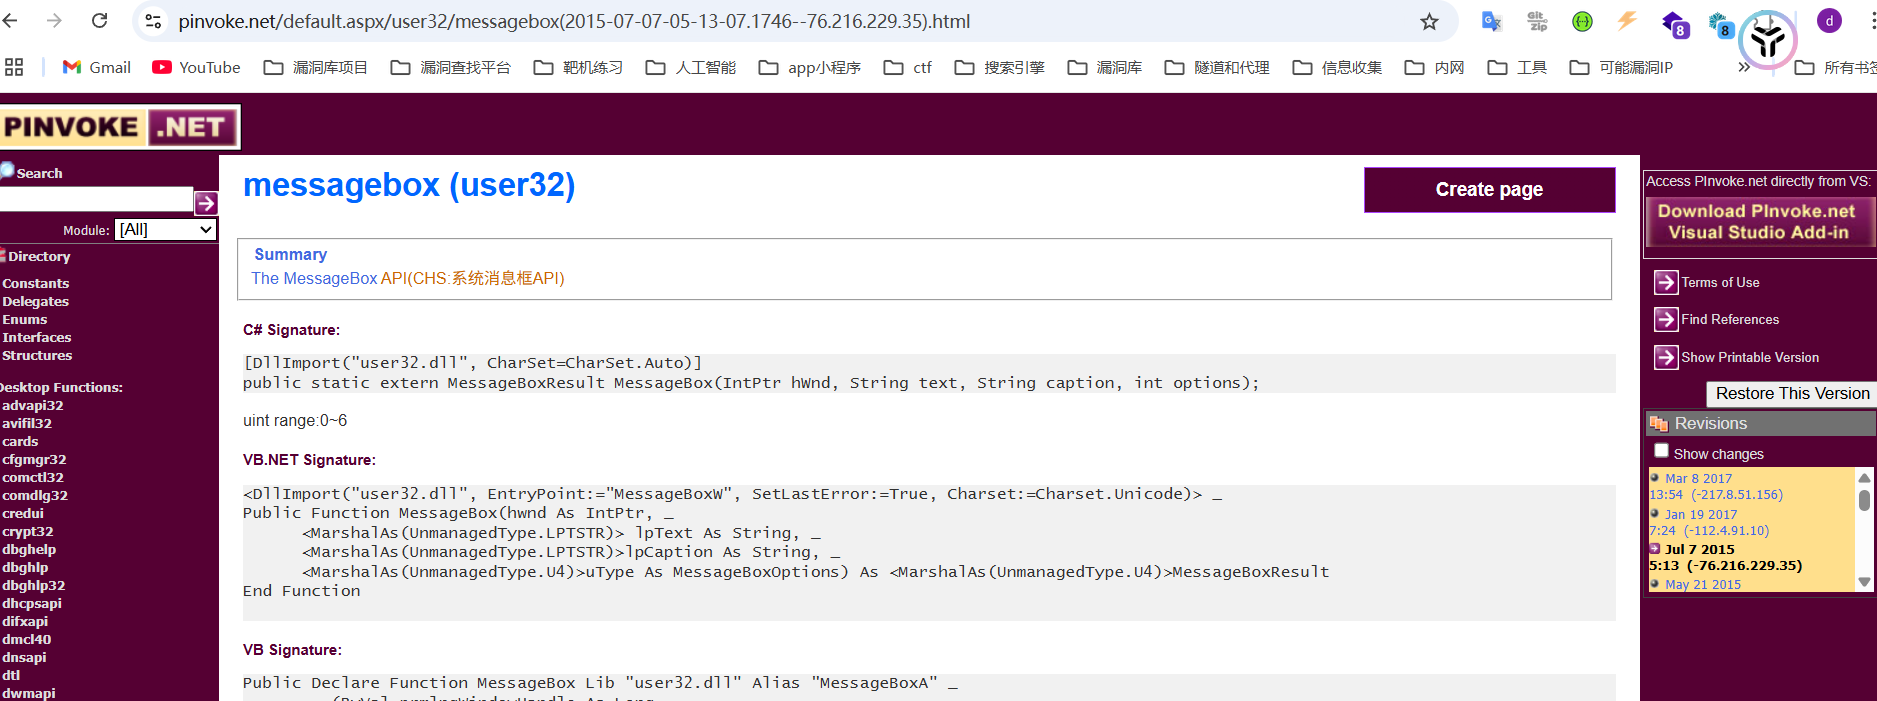 pinvoke.net/default.aspx/user32/messagebox(2015-07-07-05-13-07.1746--76.216.229.35).html
Git
Zip
8
8
d
Gmail
YouTube
漏洞库项目
漏洞查找平台
靶机练习
人工智能
app小程序
ctf
搜索引擎
漏洞库
隧道和代理
信息收集
内网
工具
可能漏洞IP
»
所有书签
PINVOKE .NET
Search
Module: [All]
Directory
Constants
Delegates
Enums
Interfaces
Structures
Desktop Functions:
advapi32
avifil32
cards
cfgmgr32
comctl32
comdlg32
credui
crypt32
dbghelp
dbghlp
dbghlp32
dhcpsapi
difxapi
dmcl40
dnsapi
dtl
dwmapi
messagebox (user32)
Create page
Summary
The MessageBox API(CHS:系统消息框API)
C# Signature:
[DllImport("user32.dll", CharSet=CharSet.Auto)]
public static extern MessageBoxResult MessageBox(IntPtr hWnd, String text, String caption, int options);
uint range:0~6
VB.NET Signature:
<DllImport("user32.dll", EntryPoint:="MessageBoxW", SetLastError:=True, Charset:=Charset.Unicode)> _
Public Function MessageBox(hwnd As IntPtr, _
<MarshalAs(UnmanagedType.LPTSTR)> lpText As String, _
<MarshalAs(UnmanagedType.LPTSTR)>lpCaption As String, _
<MarshalAs(UnmanagedType.U4)>uType As MessageBoxOptions) As <MarshalAs(UnmanagedType.U4)>MessageBoxResult
End Function
VB Signature:
Public Declare Function MessageBox Lib "user32.dll" Alias "MessageBoxA" _
Access PInvoke.net directly from VS:
Download PInvoke.net
Visual Studio Add-in
Terms of Use
Find References
Show Printable Version
Restore This Version
Revisions
Show changes
Mar 8 2017
13:54 (-217.8.51.156)
Jan 19 2017
7:24 (-112.4.91.10)
Jul 7 2015
5:13 (-76.216.229.35)
May 21 2015